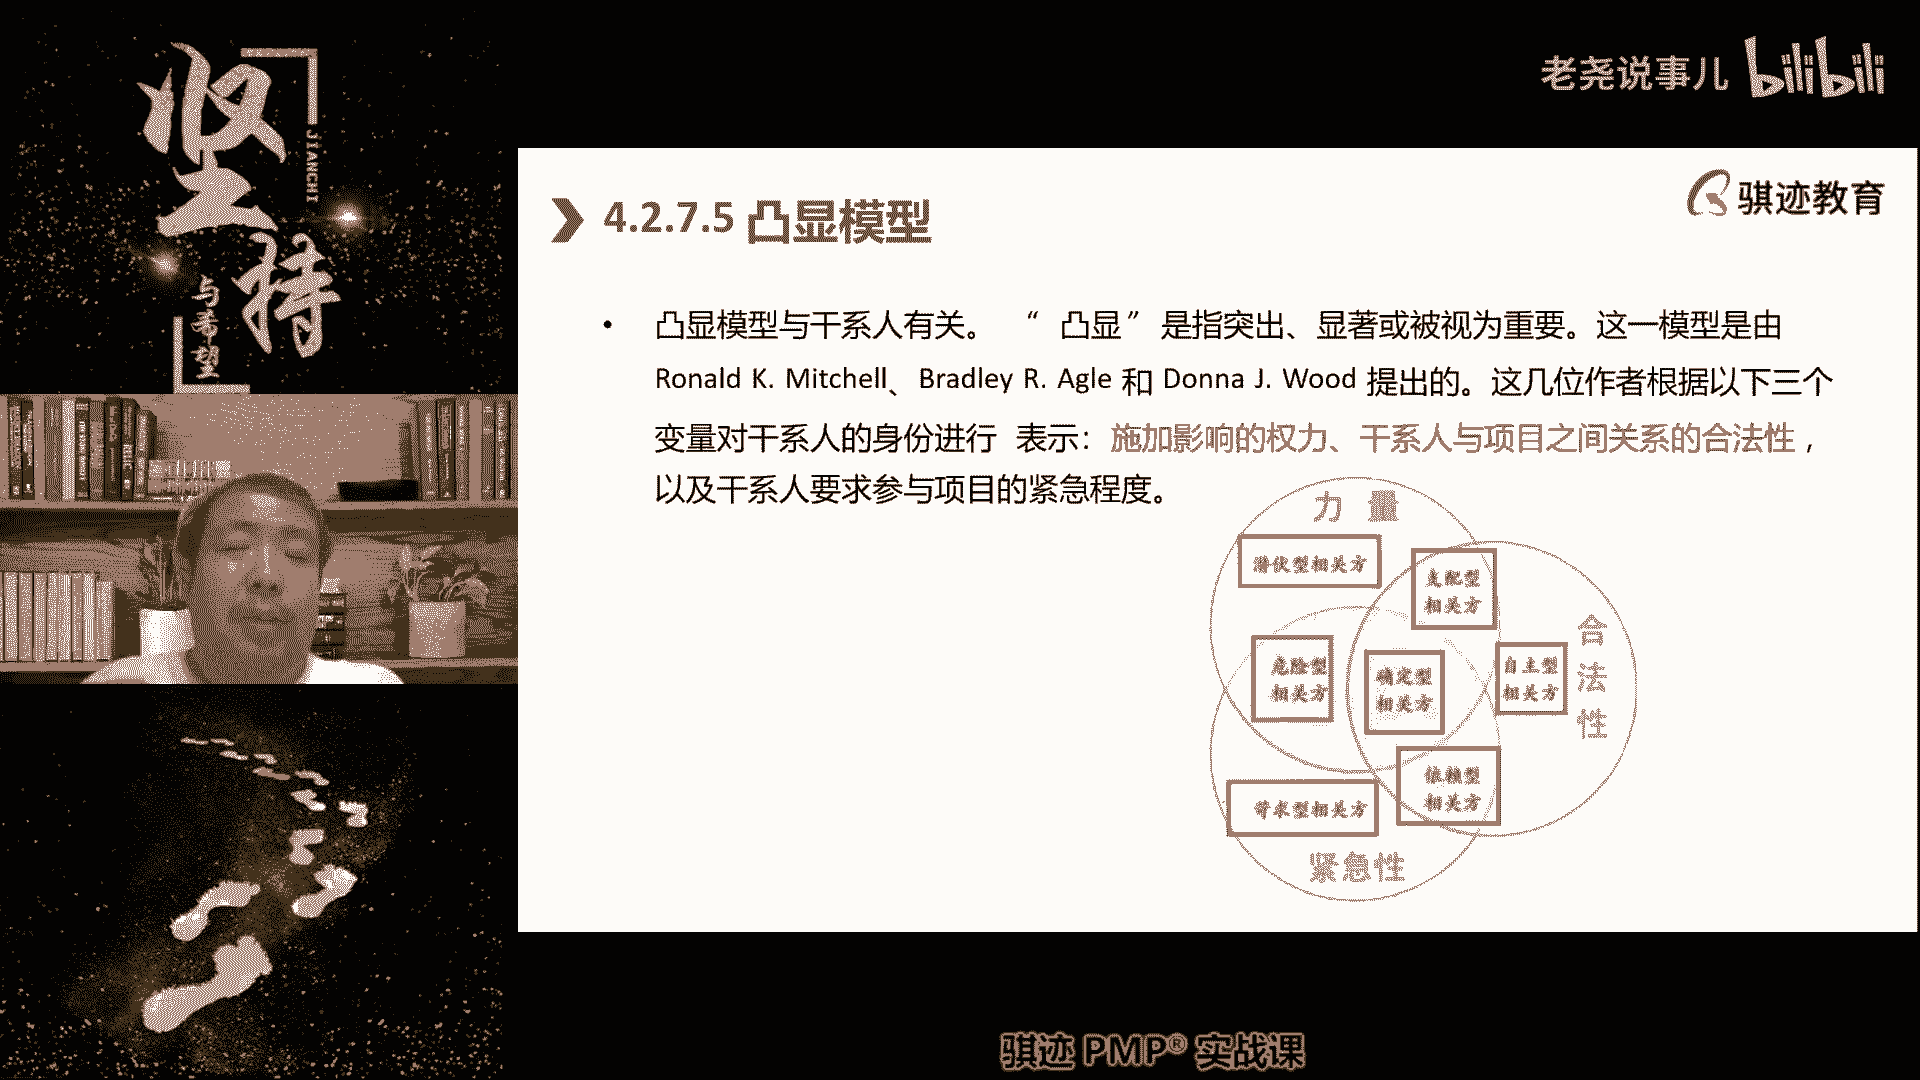 坚持
JIANCHI
与希望
老尧说事儿 bilibili
骐迹教育
4.2.7.5 凸显模型
• 凸显模型与干系人有关。 “ 凸显 ” 是指突出、显著或被视为重要。这一模型是由
Ronald K. Mitchell、Bradley R. Agle 和 Donna J. Wood 提出的。这几位作者根据以下三个
变量对干系人的身份进行 表示：施加影响的权力、干系人与项目之间关系的合法性，
以及干系人要求参与项目的紧急程度。
力 量
潜伏型相关方
支配型
相关方
合法性
危险型
相关方
确定型
相关方
自主型
相关方
依赖型
相关方
苛求型相关方
紧急性
骐迹 PMP® 实战课